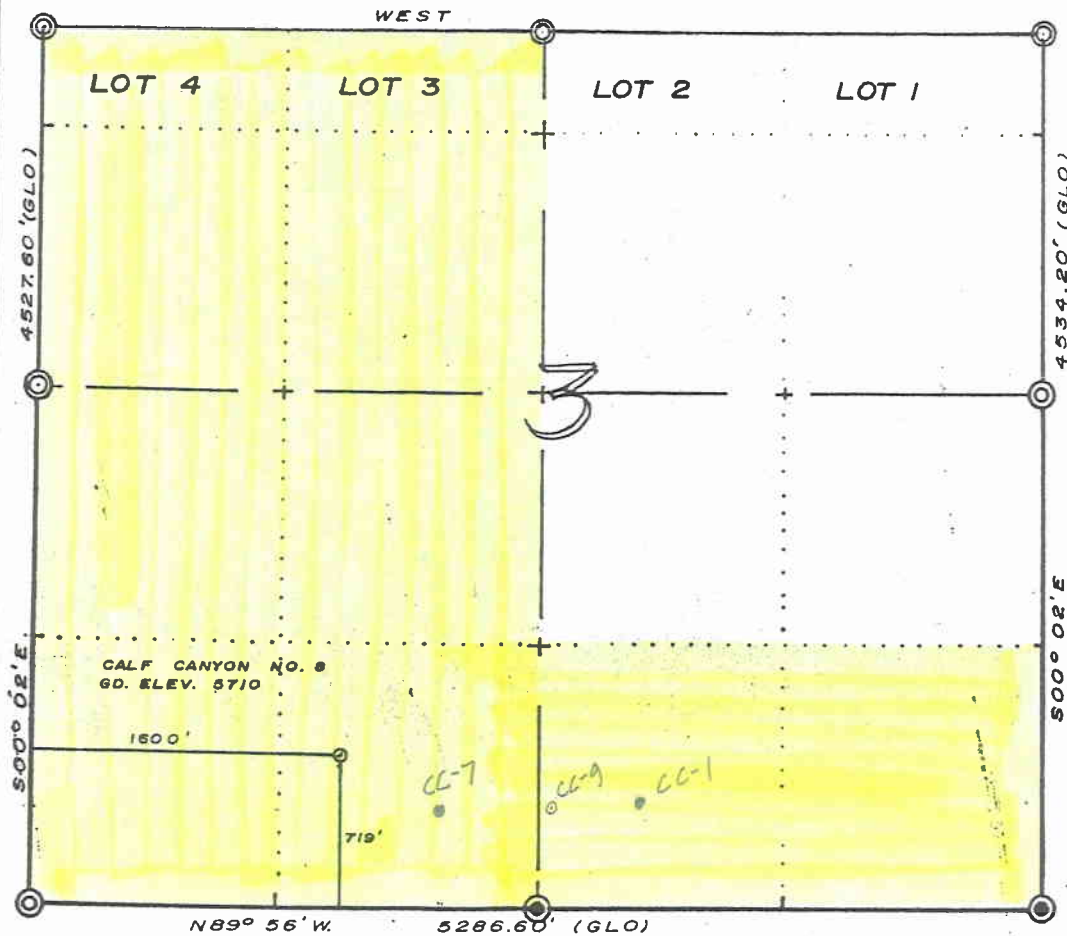 WEST
LOT 4
LOT 3
LOT 2
LOT 1
4527.60'(GLO)
4534.20'(GLO)
3
S00° 02'E
S00° 02'E
CALF CANYON NO. 8
GD. ELEV. 5710
1600'
719'
CC-7
CC-9
CC-1
N89° 56'W. 5286.60' (GLO)